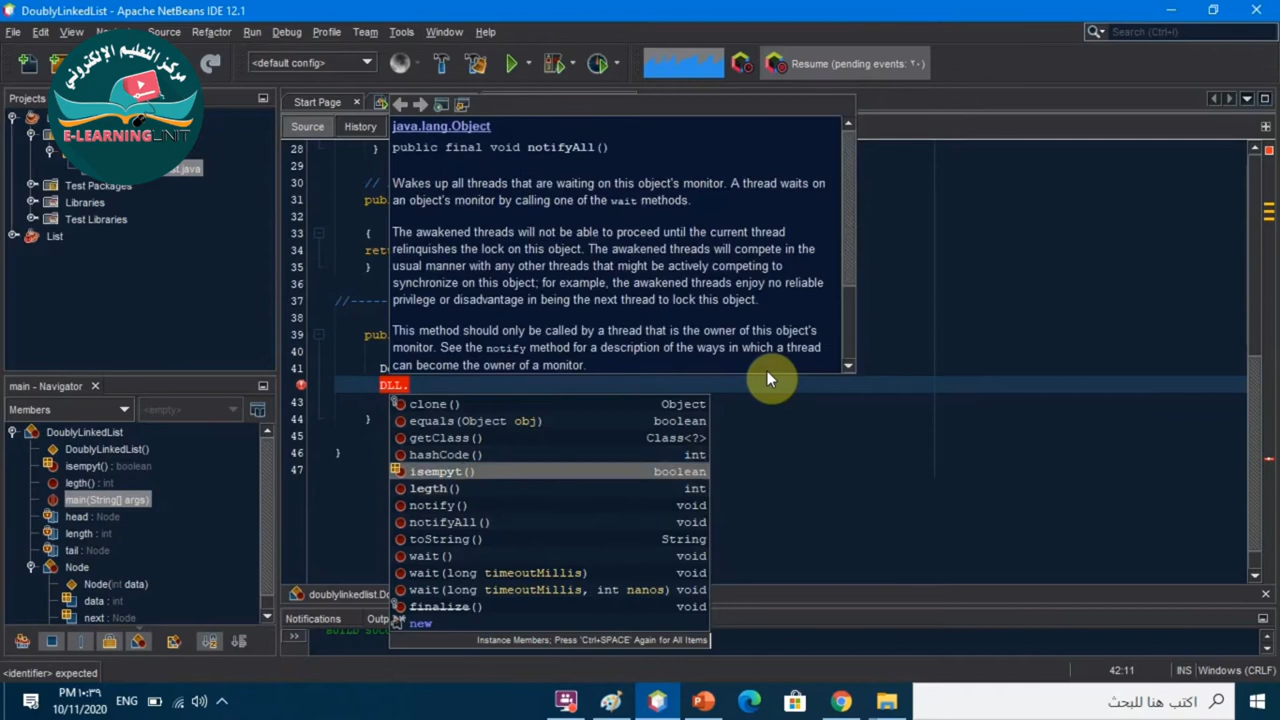 DoublyLinkedList - Apache NetBeans IDE 12.1
File Edit View Source Refactor Run Debug Profile Team Tools Window Help
Search (Ctrl+I)
مركز التعليم الإلكتروني
E-LEARNING UNIT
<default config>
Resume (pending events: ٢٠)
Projects
Start Page
Source History
Test Packages
Libraries
Test Libraries
List
java.lang.Object
public final void notifyAll()
Wakes up all threads that are waiting on this object's monitor. A thread waits on
an object's monitor by calling one of the wait methods.
The awakened threads will not be able to proceed until the current thread
relinquishes the lock on this object. The awakened threads will compete in the
usual manner with any other threads that might be actively competing to
synchronize on this object; for example, the awakened threads enjoy no reliable
privilege or disadvantage in being the next thread to lock this object.
This method should only be called by a thread that is the owner of this object's
monitor. See the notify method for a description of the ways in which a thread
can become the owner of a monitor.
28 }
29
30 //
31
32
33 {
34
35 }
36
37 //-----
38
39
40
41
DLL.
43
44 }
45
46 }
47
clone() Object
equals(Object obj) boolean
getClass() Class<?>
hashCode() int
isempyt() boolean
legth() int
notify() void
notifyAll() void
toString() String
wait() void
wait(long timeoutMillis) void
wait(long timeoutMillis, int nanos) void
finalize() void
new
Instance Members; Press 'Ctrl+SPACE' Again for All Items
main - Navigator
Members <empty>
DoublyLinkedList
DoublyLinkedList()
isempyt() : boolean
legth() : int
main(String[] args)
head : Node
length : int
tail : Node
Node
Node(int data)
data : int
next : Node
Notifications
<identifier> expected
42:11 INS Windows (CRLF)
PM ١٠:٣٩
10/11/2020
ENG
اكتب هنا للبحث